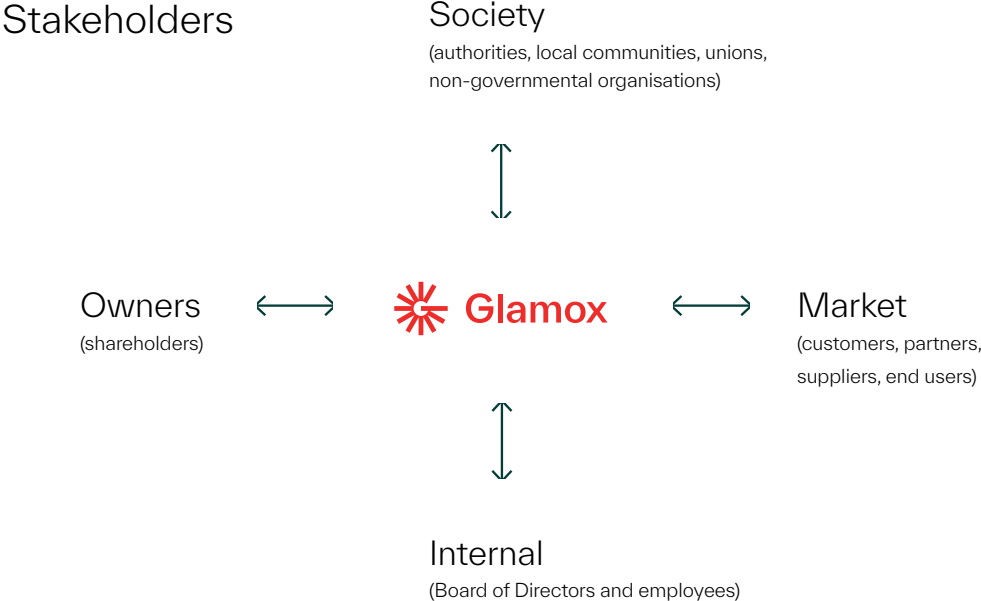 Stakeholders
Society
(authorities, local communities, unions,
non-governmental organisations)
Owners
(shareholders)
Glamox
Market
(customers, partners,
suppliers, end users)
Internal
(Board of Directors and employees)